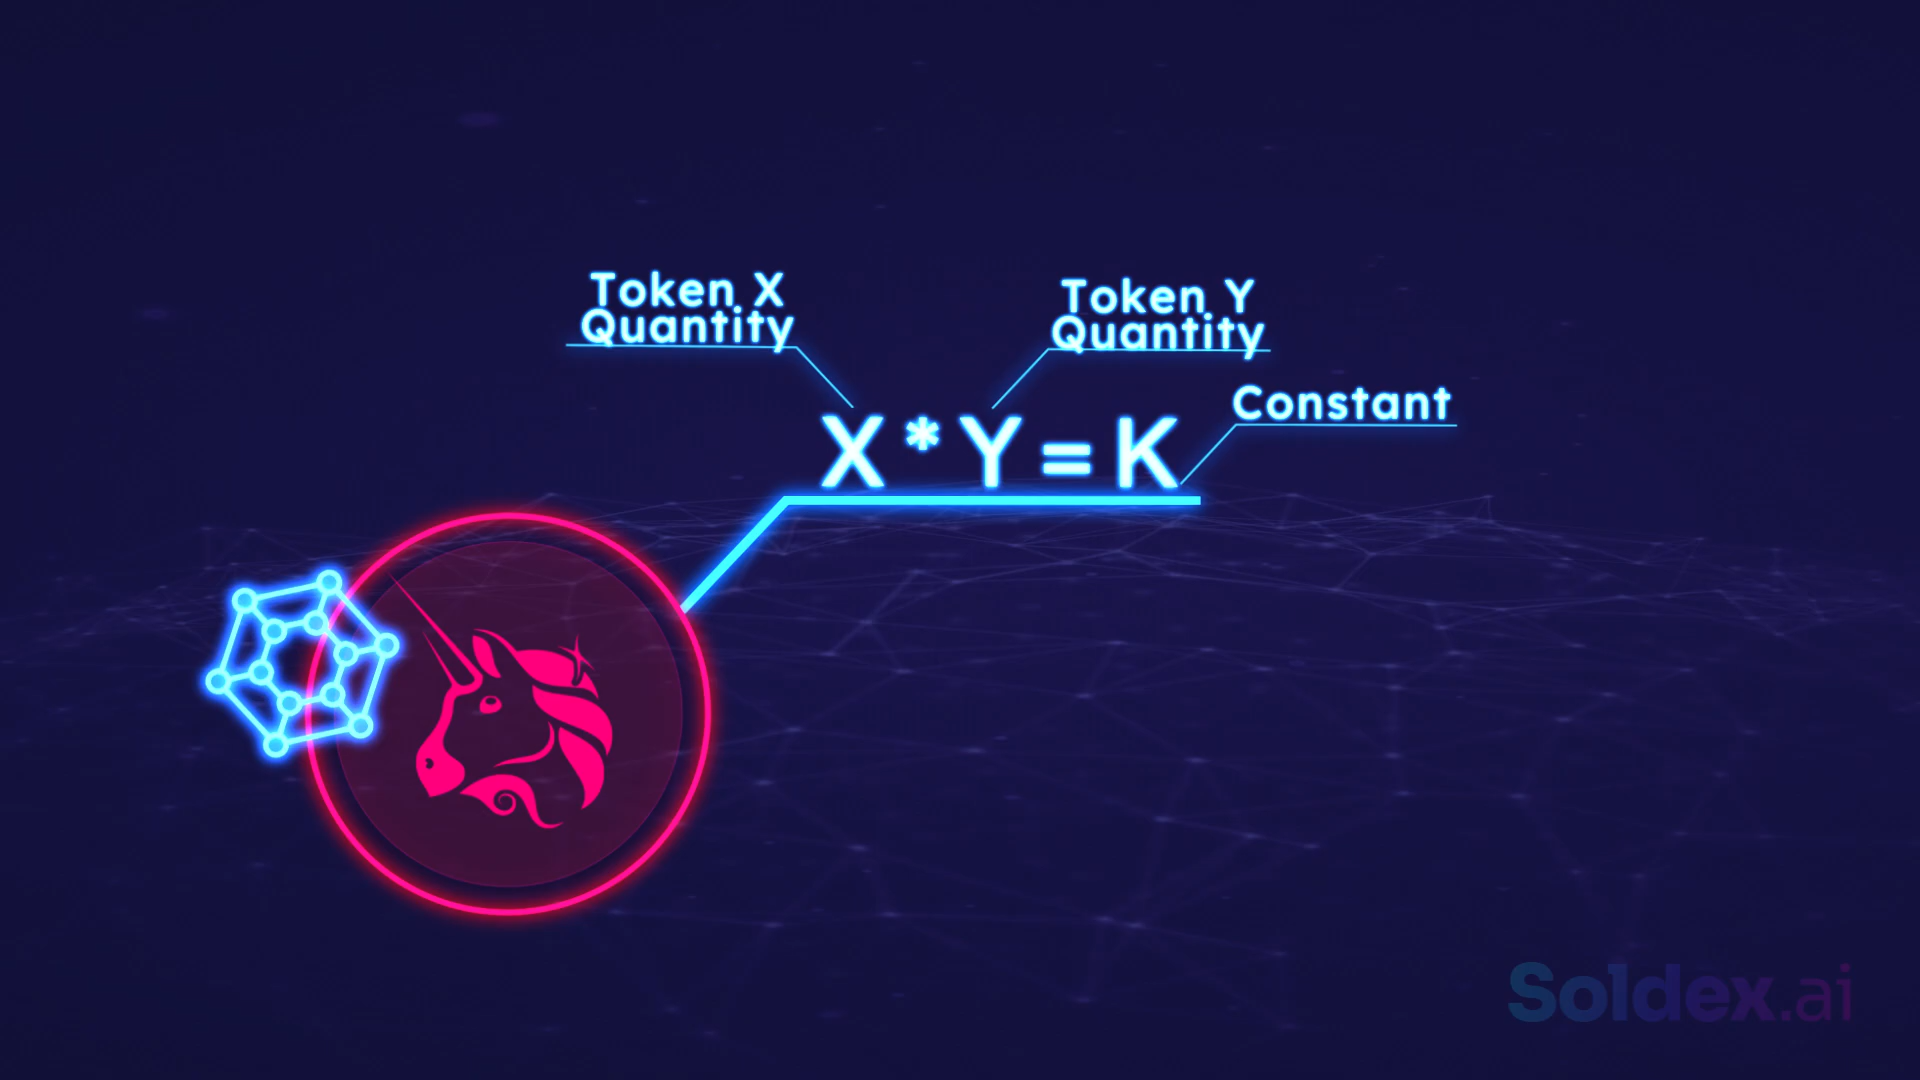 Token X
Quantity
Token Y
Quantity
Constant
X * Y = K
Soldex.ai